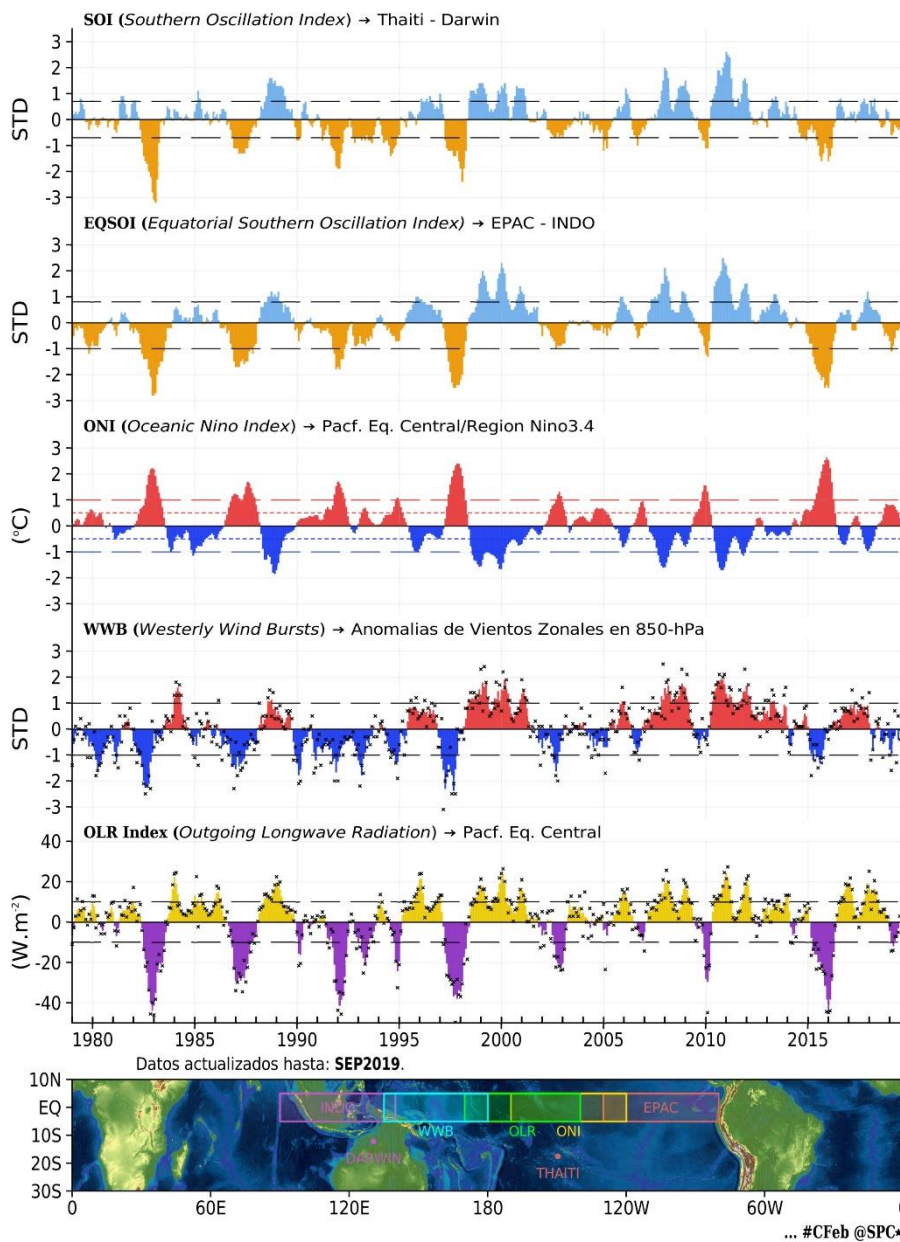 SOI (Southern Oscillation Index) → Thaiti - Darwin
3
2
1
0
-1
-2
-3
STD
EQSOI (Equatorial Southern Oscillation Index) → EPAC - INDO
3
2
1
0
-1
-2
-3
STD
ONI (Oceanic Nino Index) → Pacf. Eq. Central/Region Nino3.4
3
2
1
0
-1
-2
-3
(°C)
WWB (Westerly Wind Bursts) → Anomalias de Vientos Zonales en 850-hPa
3
2
1
0
-1
-2
-3
STD
OLR Index (Outgoing Longwave Radiation) → Pacf. Eq. Central
40
20
0
-20
-40
(W.m⁻²)
1980 1985 1990 1995 2000 2005 2010 2015
Datos actualizados hasta: SEP2019.
10N
EQ
10S
20S
30S
INDO EPAC
WWB OLR ONI
DARWIN
THAITI
0 60E 120E 180 120W 60W
... #CFeb @SPC★